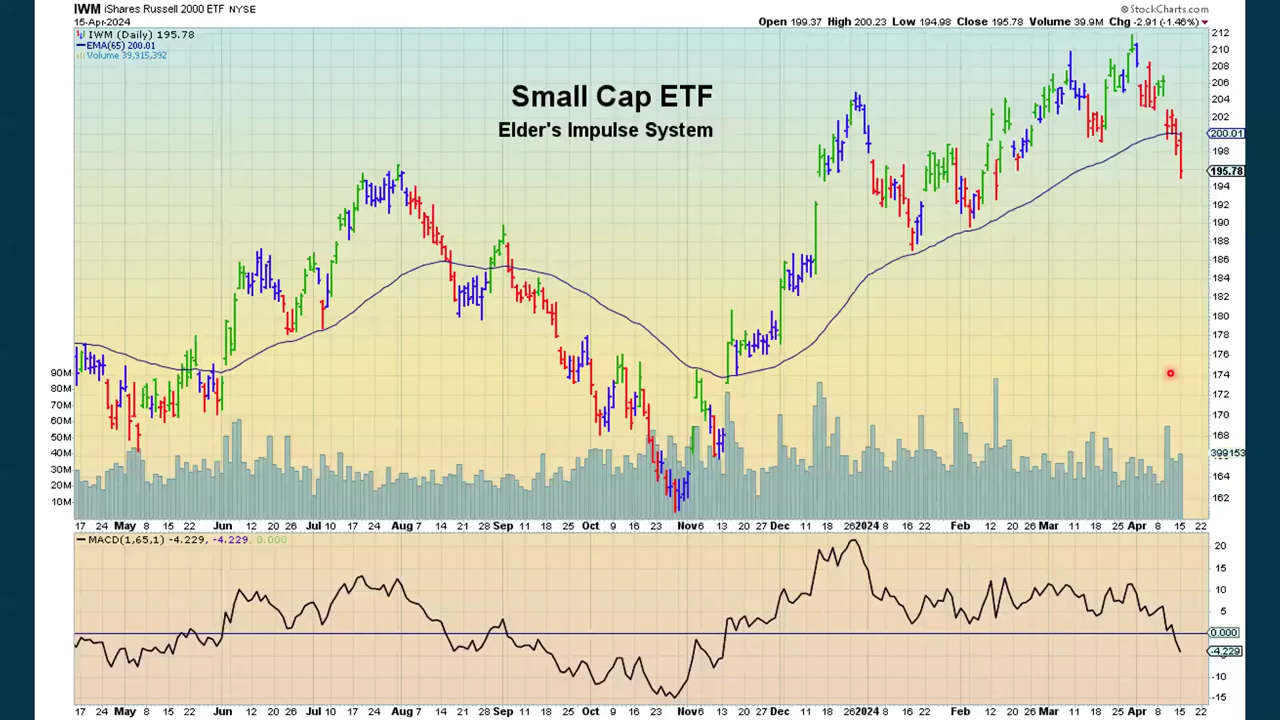 IWM iShares Russell 2000 ETF NYSE
© StockCharts.com
15-Apr-2024
Open 199.37 High 200.23 Low 194.98 Close 195.78 Volume 39.9M Chg -2.91 (-1.46%)
IWM (Daily) 195.78
EMA(65) 200.01
Volume 39,915,392
Small Cap ETF
Elder's Impulse System
212
210
208
206
204
202
200.01
198
195.78
194
192
190
188
186
184
182
180
178
176
174
172
170
168
399153
164
162
90M
80M
70M
60M
50M
40M
30M
20M
10M
17 24 May 8 15 22 Jun 12 20 26 Jul 10 17 24 Aug 7 14 21 28 Sep 11 18 25 Oct 9 16 23 Nov 6 13 20 27 Dec 11 18 26 2024 8 16 22 Feb 12 20 26 Mar 11 18 25 Apr 8 15 22
MACD(1,65,1) -4.229, -4.229, 0.000
20
15
10
5
0.000
-4.229
-10
-15
17 24 May 8 15 22 Jun 12 20 26 Jul 10 17 24 Aug 7 14 21 28 Sep 11 18 25 Oct 9 16 23 Nov 6 13 20 27 Dec 11 18 26 2024 8 16 22 Feb 12 20 26 Mar 11 18 25 Apr 8 15 22